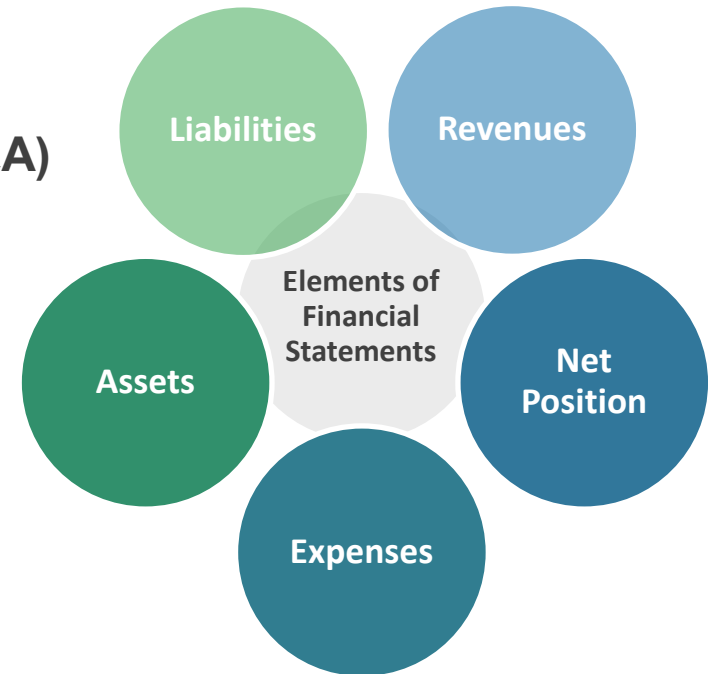 Liabilities
Revenues
A)
Elements of
Financial
Statements
Assets
Net
Position
Expenses